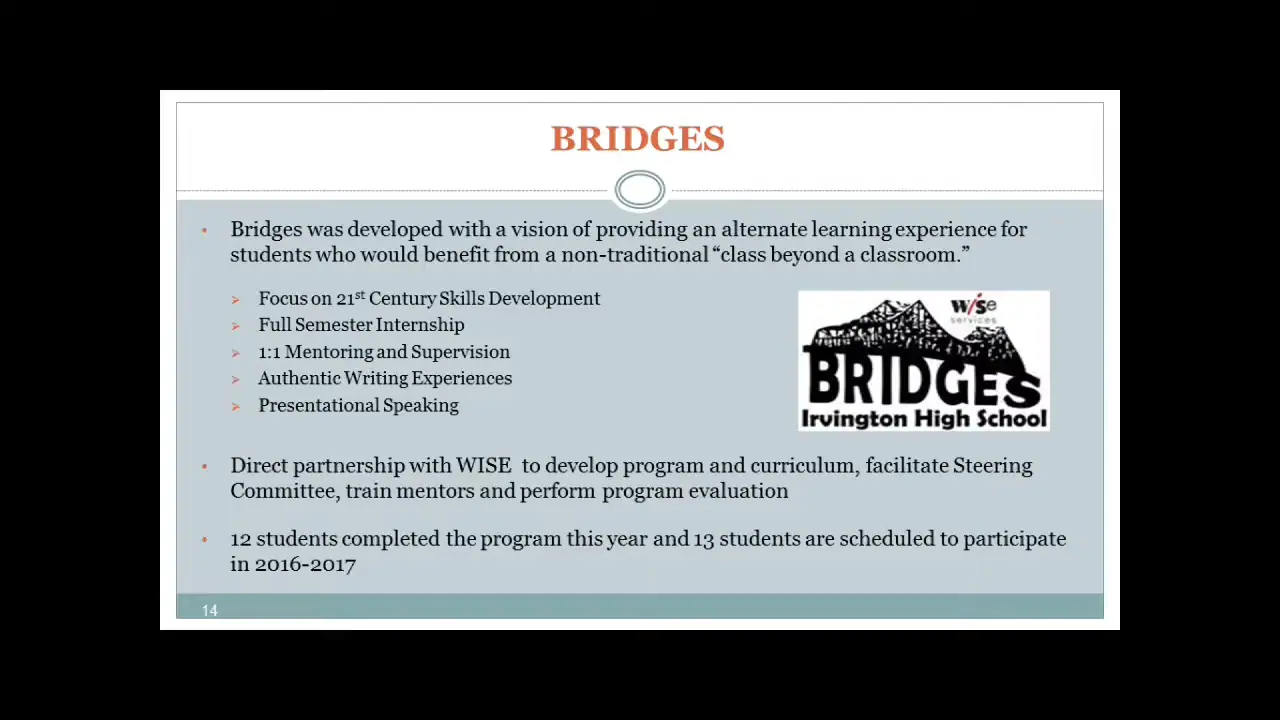 BRIDGES
Bridges was developed with a vision of providing an alternate learning experience for
students who would benefit from a non-traditional “class beyond a classroom.”
Focus on 21st Century Skills Development
Full Semester Internship
1:1 Mentoring and Supervision
Authentic Writing Experiences
Presentational Speaking
WiSe
services
BRIDGES
Irvington High School
Direct partnership with WISE to develop program and curriculum, facilitate Steering
Committee, train mentors and perform program evaluation
12 students completed the program this year and 13 students are scheduled to participate
in 2016-2017
14